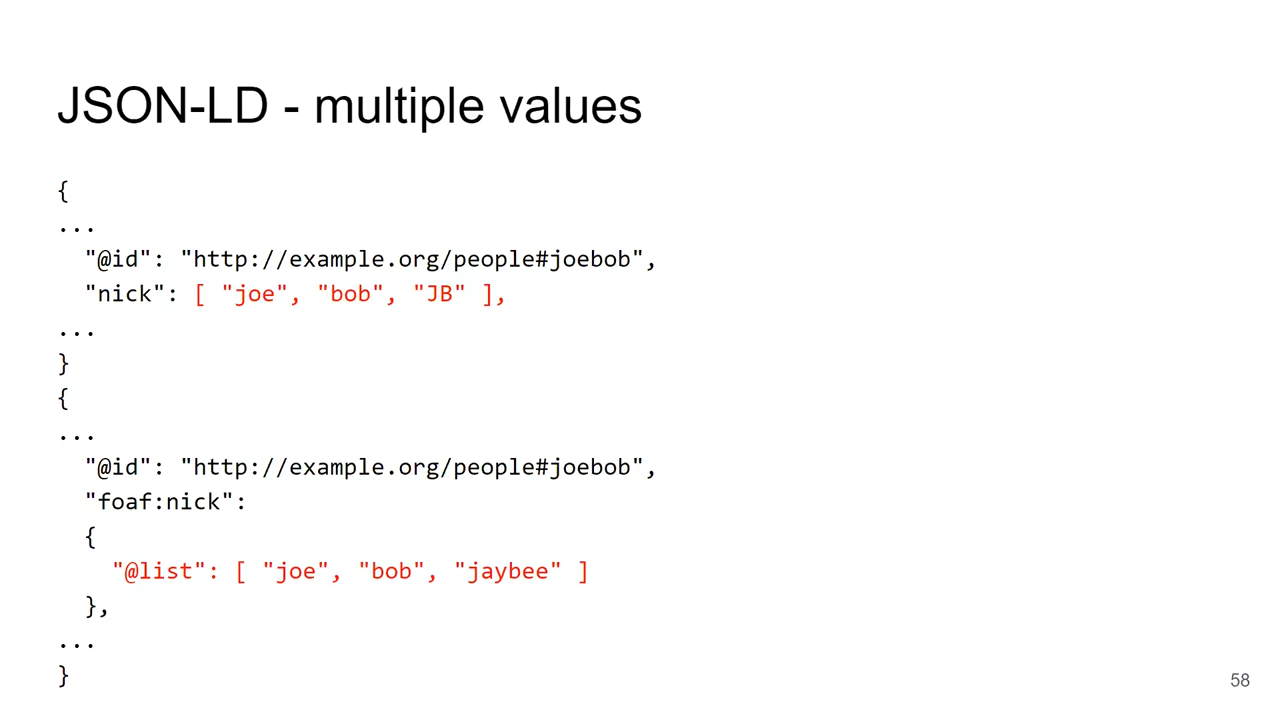 JSON-LD - multiple values
{
...
"@id": "http://example.org/people#joebob",
"nick": [ "joe", "bob", "JB" ],
...
}
{
...
"@id": "http://example.org/people#joebob",
"foaf:nick":
{
"@list": [ "joe", "bob", "jaybee" ]
},
...
}
58